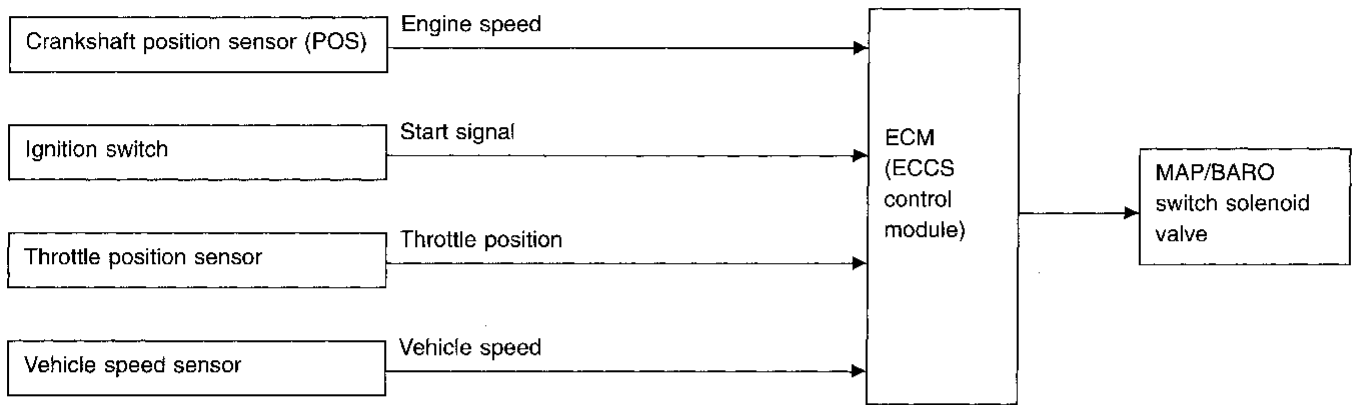 Crankshaft position sensor (POS)
Engine speed
Ignition switch
Start signal
Throttle position sensor
Throttle position
Vehicle speed sensor
Vehicle speed
ECM
(ECCS
control
module)
MAP/BARO
switch solenoid
valve